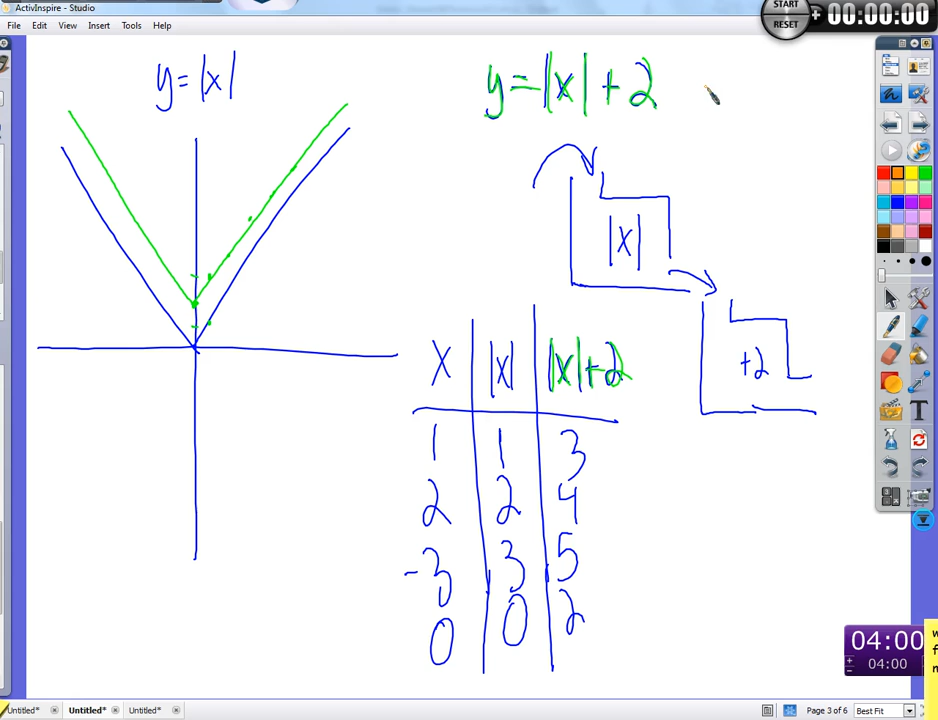 ActivInspire - Studio
File Edit View Insert Tools
START
RESET
00:00:00
y=|x|
y=|x|+2
|x|
+2
x |x| |x|+2
1 1 3
2 2 4
-3 3 5
0 0 2
04:00
04:00
Untitled* Untitled* Untitled*
Page 3 of 6 Best Fit